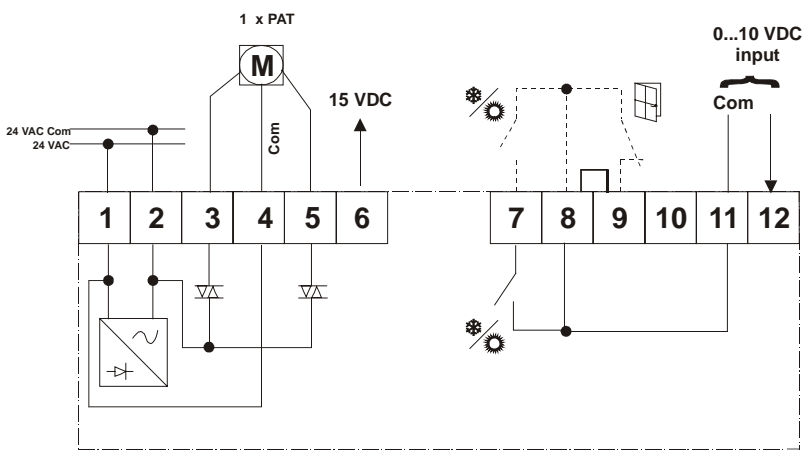 1 x PAT
M
15 VDC
Com
24 VAC Com
24 VAC
0...10 VDC
input
Com
1 2 3 4 5 6
7 8 9 10 11 12